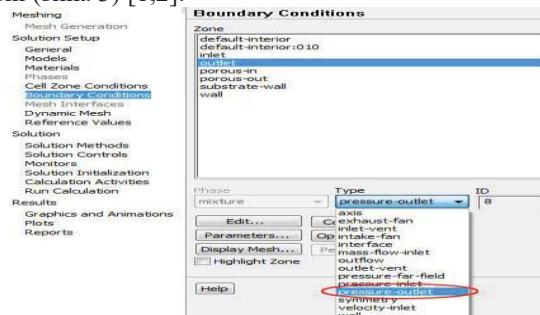 Meshing
Mesh Generation
Solution Setup
General
Models
Materials
Phases
Cell Zone Conditions
Boundary Conditions
Mesh Interfaces
Dynamic Mesh
Reference Values
Solution
Solution Methods
Solution Controls
Monitors
Solution Initialization
Calculation Activities
Run Calculation
Results
Graphics and Animations
Plots
Reports
Boundary Conditions
Zone
default-interior
default-interior:010
inlet
outlet
porous-in
porous-out
substrate-wall
wall
Phase
Type
ID
mixture
pressure-outlet
8
Edit...
Parameters...
Op
Display Mesh...
Highlight Zone
Help
axis
exhaust-fan
inlet-vent
intake-fan
interface
mass-flow-inlet
outflow
outlet-vent
pressure-far-field
pressure-inlet
pressure-outlet
symmetry
velocity-inlet
wall